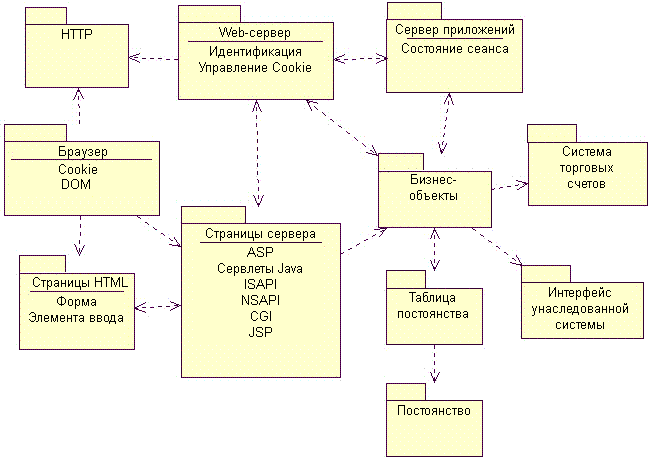 HTTP
Web-сервер
Идентификация
Управление Cookie
Сервер приложений
Состояние сеанса
Браузер
Cookie
DOM
Бизнес-
объекты
Система
торговых
счетов
Страницы сервера
ASP
Сервлеты Java
ISAPI
NSAPI
CGI
JSP
Страницы HTML
Форма
Элемента ввода
Таблица
постоянства
Интерфейс
унаследованной
системы
Постоянство